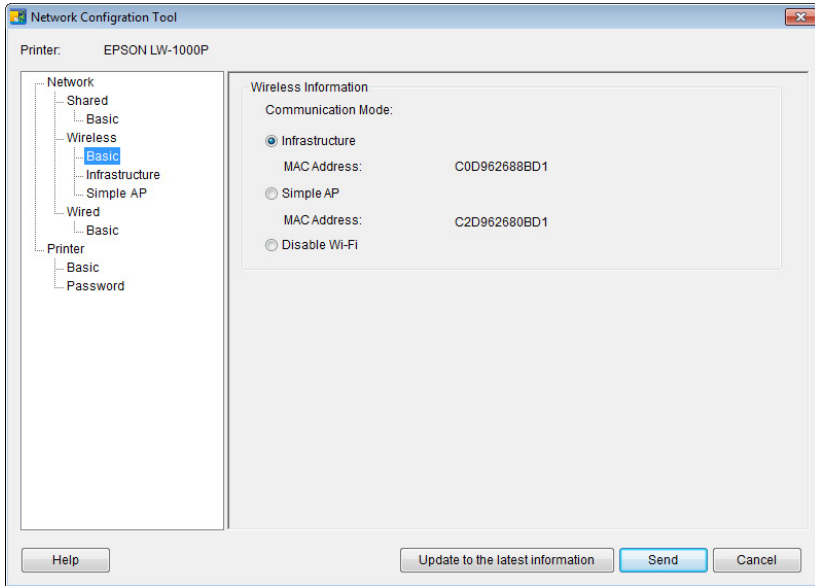 Network Configration Tool
Printer: EPSON LW-1000P
Network
Shared
Basic
Wireless
Basic
Infrastructure
Simple AP
Wired
Basic
Printer
Basic
Password
Wireless Information
Communication Mode:
Infrastructure
MAC Address: C0D962688BD1
Simple AP
MAC Address: C2D962680BD1
Disable Wi-Fi
Help
Update to the latest information
Send
Cancel